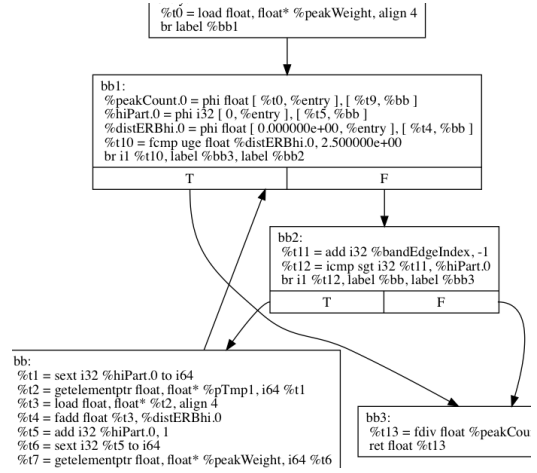 %t0 = load float, float* %peakWeight, align 4
br label %bb1
bb1:
%peakCount.0 = phi float [ %t0, %entry ], [ %t9, %bb ]
%hiPart.0 = phi i32 [ 0, %entry ], [ %t5, %bb ]
%distERBhi.0 = phi float [ 0.000000e+00, %entry ], [ %t4, %bb ]
%t10 = fcmp uge float %distERBhi.0, 2.500000e+00
br i1 %t10, label %bb3, label %bb2
T F
bb2:
%t11 = add i32 %bandEdgeIndex, -1
%t12 = icmp sgt i32 %t11, %hiPart.0
br i1 %t12, label %bb, label %bb3
T F
bb:
%t1 = sext i32 %hiPart.0 to i64
%t2 = getelementptr float, float* %pTmp1, i64 %t1
%t3 = load float, float* %t2, align 4
%t4 = fadd float %t3, %distERBhi.0
%t5 = add i32 %hiPart.0, 1
%t6 = sext i32 %t5 to i64
%t7 = getelementptr float, float* %peakWeight, i64 %t6
bb3:
%t13 = fdiv float %peakCou
ret float %t13